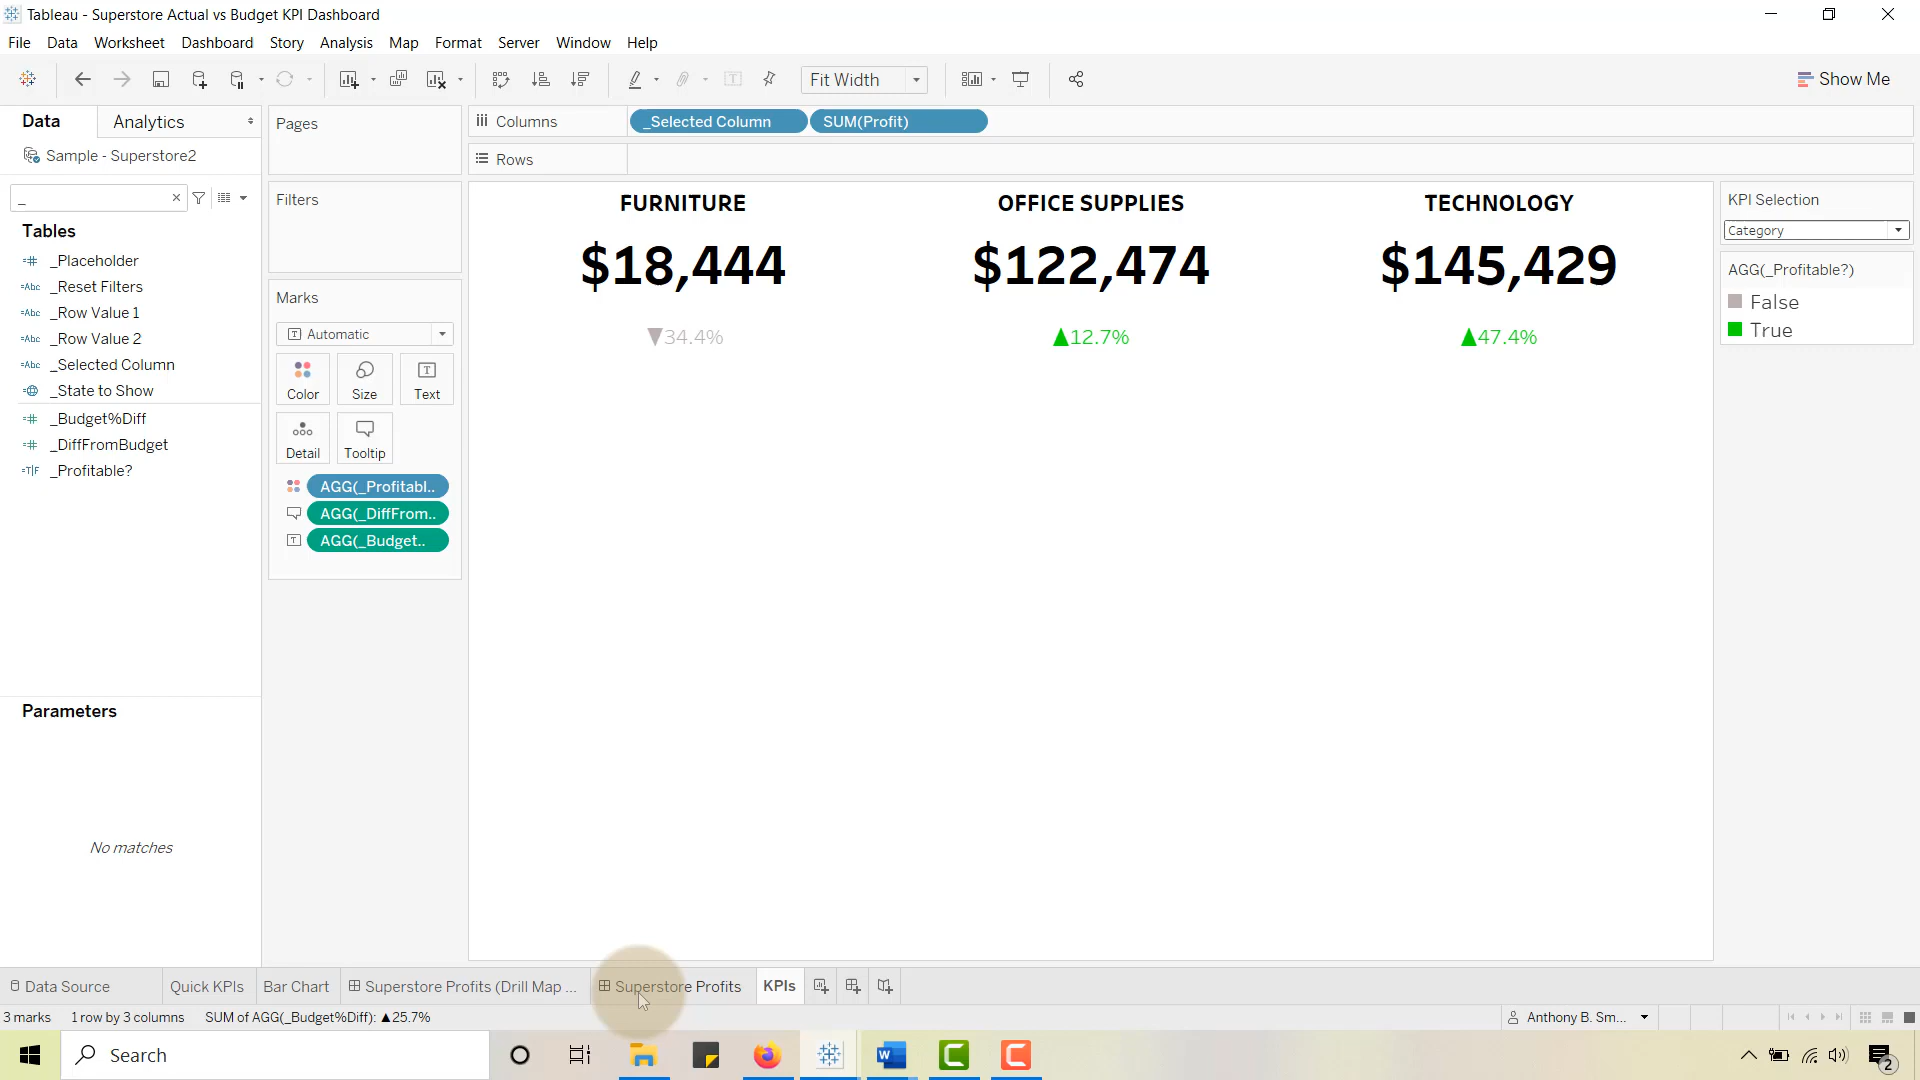 Tableau - Superstore Actual vs Budget KPI Dashboard
File Data Worksheet Dashboard Story Analysis Map Format Server Window Help
Fit Width
Show Me
Data Analytics
Pages
Columns
_Selected Column
SUM(Profit)
Sample - Superstore2
Rows
_
Tables
_Placeholder
_Reset Filters
_Row Value 1
_Row Value 2
_Selected Column
_State to Show
_Budget%Diff
_DiffFromBudget
_Profitable?
Parameters
No matches
Filters
Marks
Automatic
Color
Size
Text
Detail
Tooltip
AGG(_Profitabl..
AGG(_DiffFrom..
AGG(_Budget..
FURNITURE OFFICE SUPPLIES TECHNOLOGY
$18,444 $122,474 $145,429
▼34.4% ▲12.7% ▲47.4%
KPI Selection
Category
AGG(_Profitable?)
False
True
Data Source Quick KPIs Bar Chart Superstore Profits (Drill Map ... Superstore Profits KPIs
3 marks 1 row by 3 columns SUM of AGG(_Budget%Diff): ▲25.7% Anthony B. Sm...
Search
2